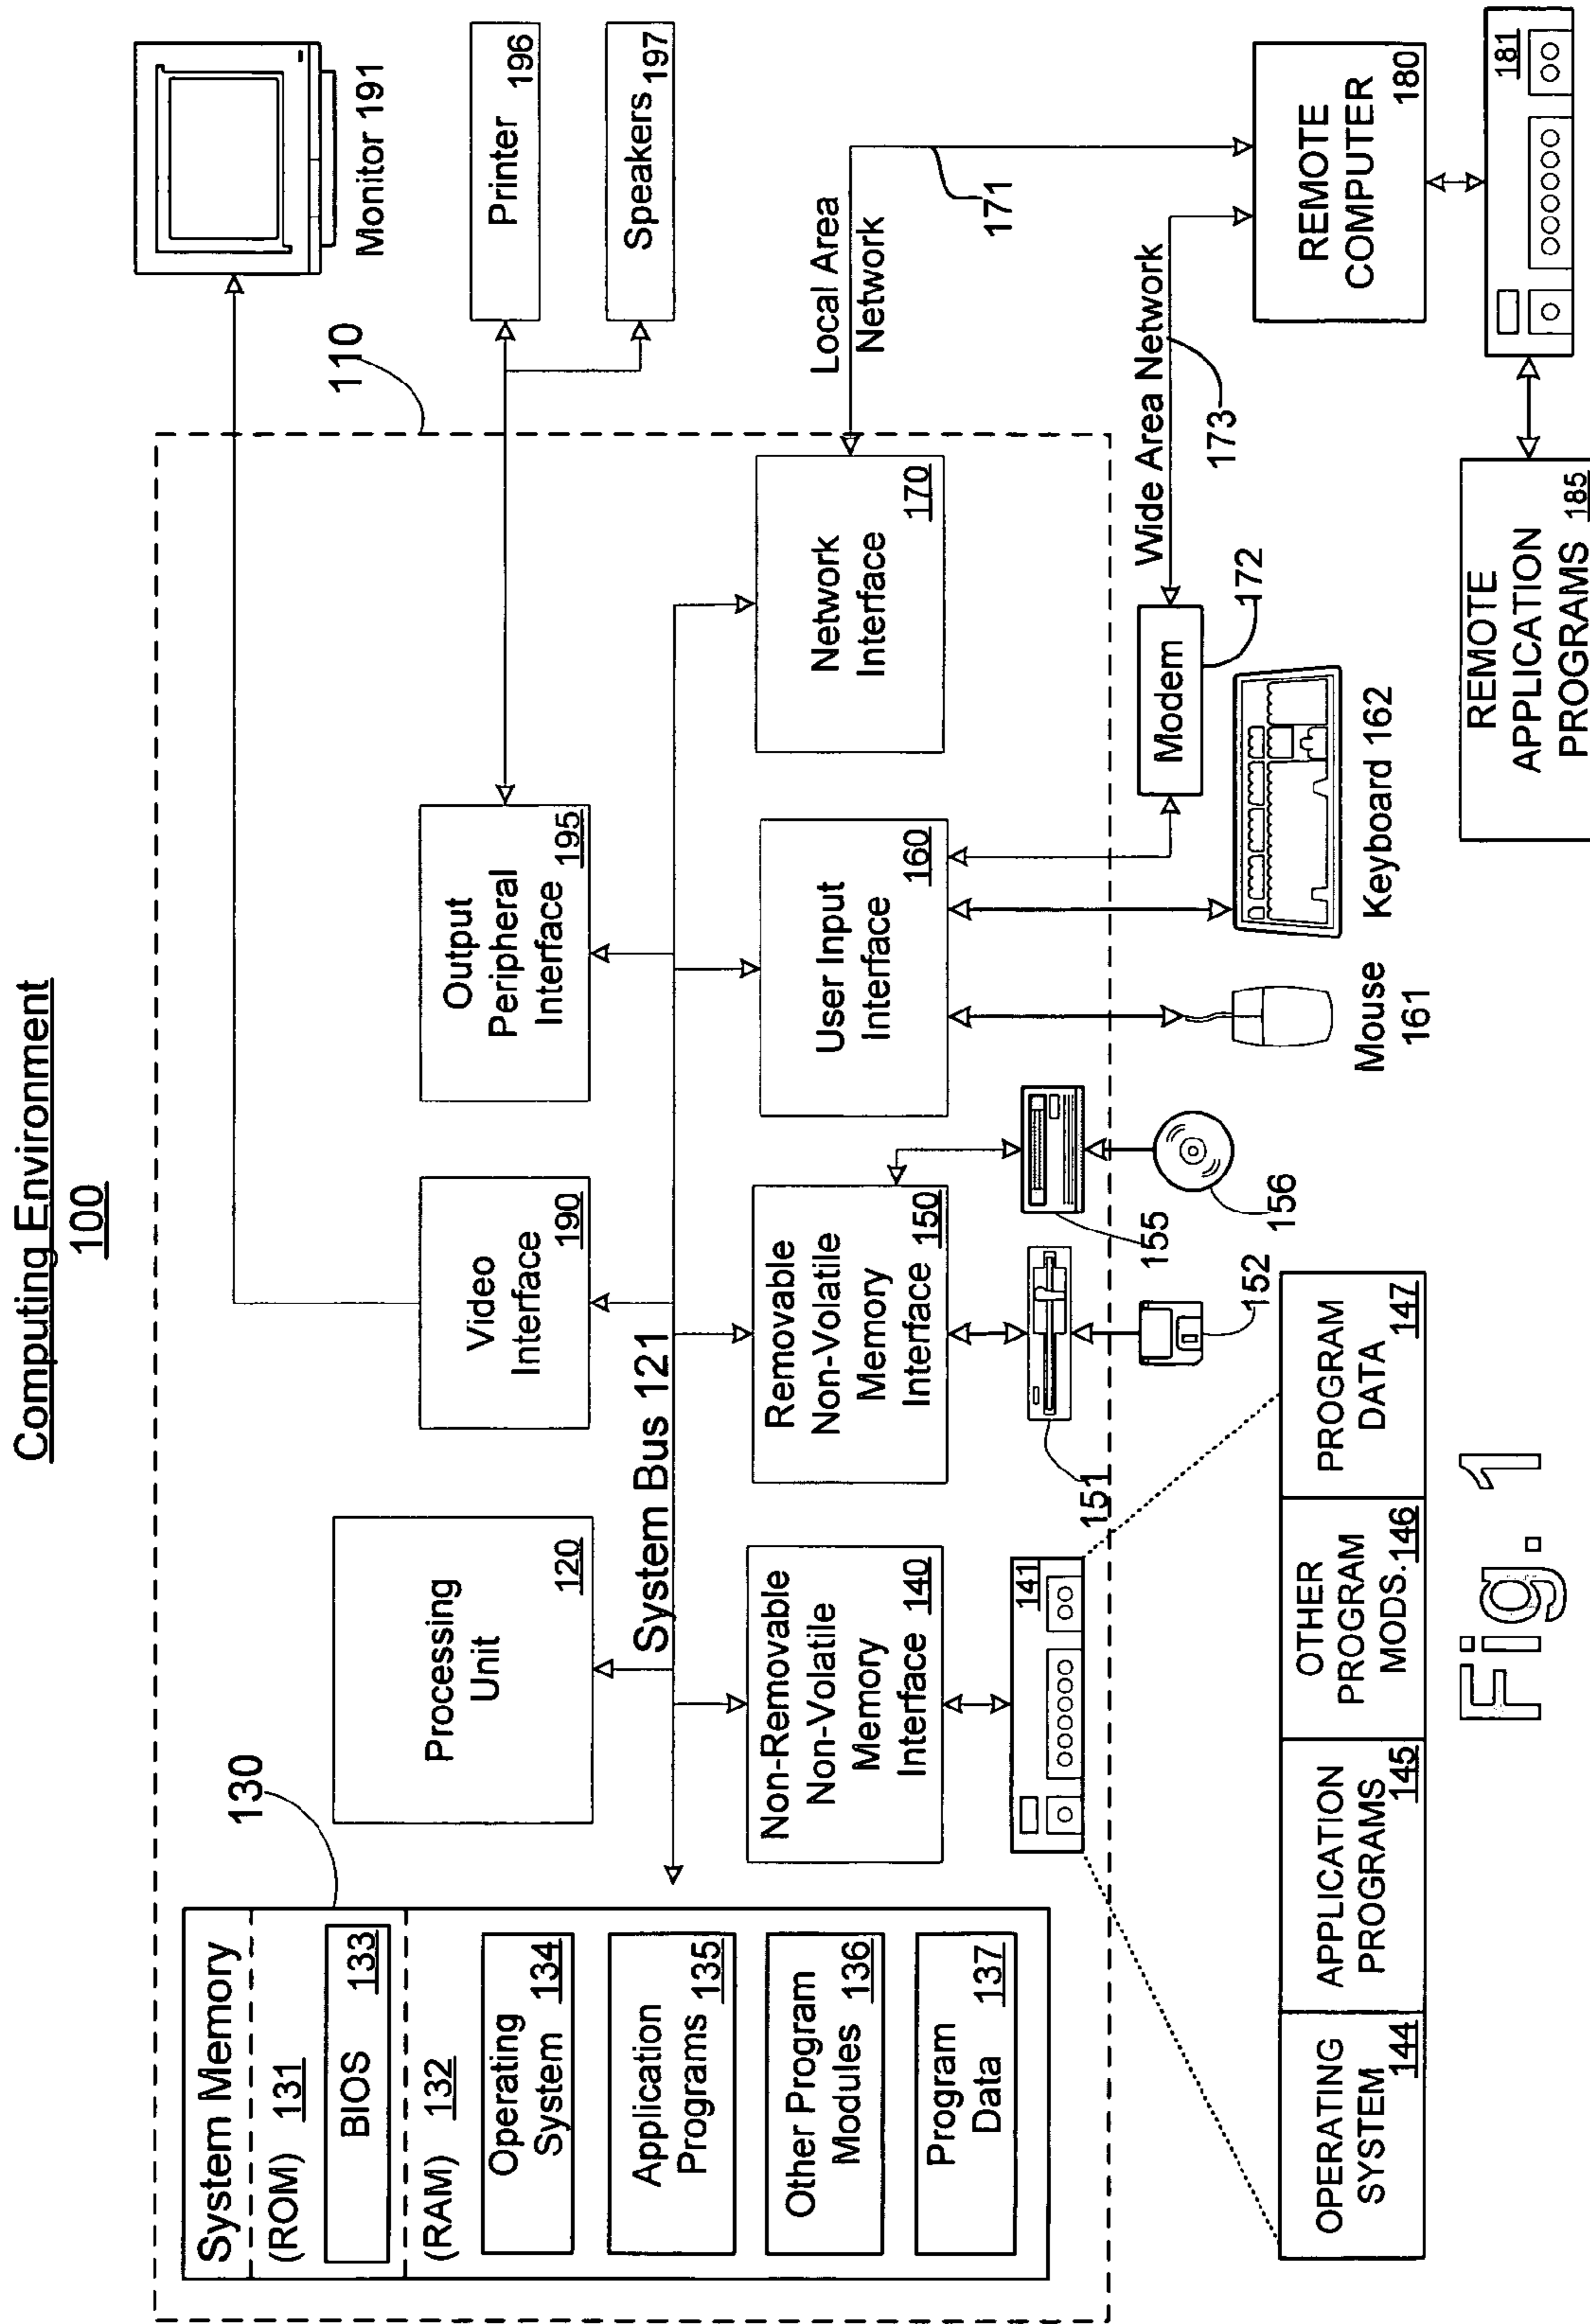 Computing Environment
100
System Memory
(ROM) 131
BIOS 133
(RAM) 132
Operating
System 134
Application
Programs 135
Other Program
Modules 136
Program
Data 137
130
Processing
Unit
120
Video
Interface
190
Output
Peripheral
Interface 195
110
Monitor 191
Printer
196
Speakers 197
System Bus 121
Non-Removable
Non-Volatile
Memory
Interface 140
Removable
Non-Volatile
Memory
Interface 150
User Input
Interface
160
Network
Interface
170
Local Area
Network
171
141
151
155
152
156
Mouse
161
Keyboard 162
Modem
172
Wide Area Network
173
REMOTE
COMPUTER
180
181
OPERATING
SYSTEM 144
APPLICATION
PROGRAMS 145
OTHER
PROGRAM
MODS. 146
PROGRAM
DATA 147
REMOTE
APPLICATION
PROGRAMS 185
Fig. 1